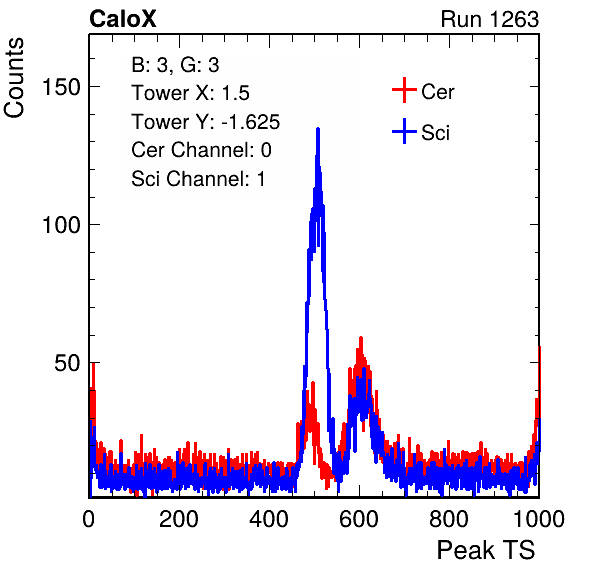 CaloX Run 1263
Counts
B: 3, G: 3
Tower X: 1.5
Tower Y: -1.625
Cer Channel: 0
Sci Channel: 1
Cer
Sci
150
100
50
0 200 400 600 800 1000
Peak TS